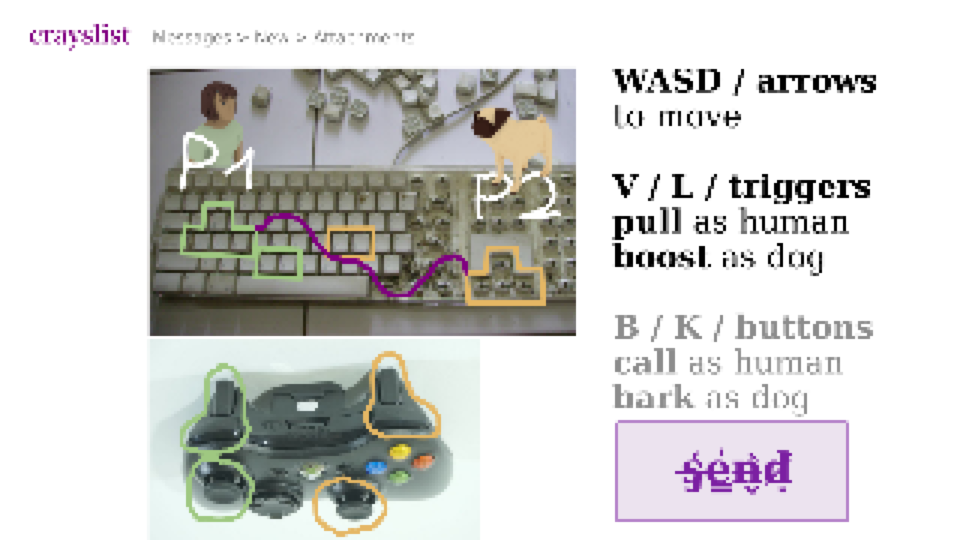 crayslist
Messages > New > Attachments
P1
P2
WASD / arrows
to move
V / L / triggers
pull as human
boost as dog
B / K / buttons
call as human
bark as dog
send